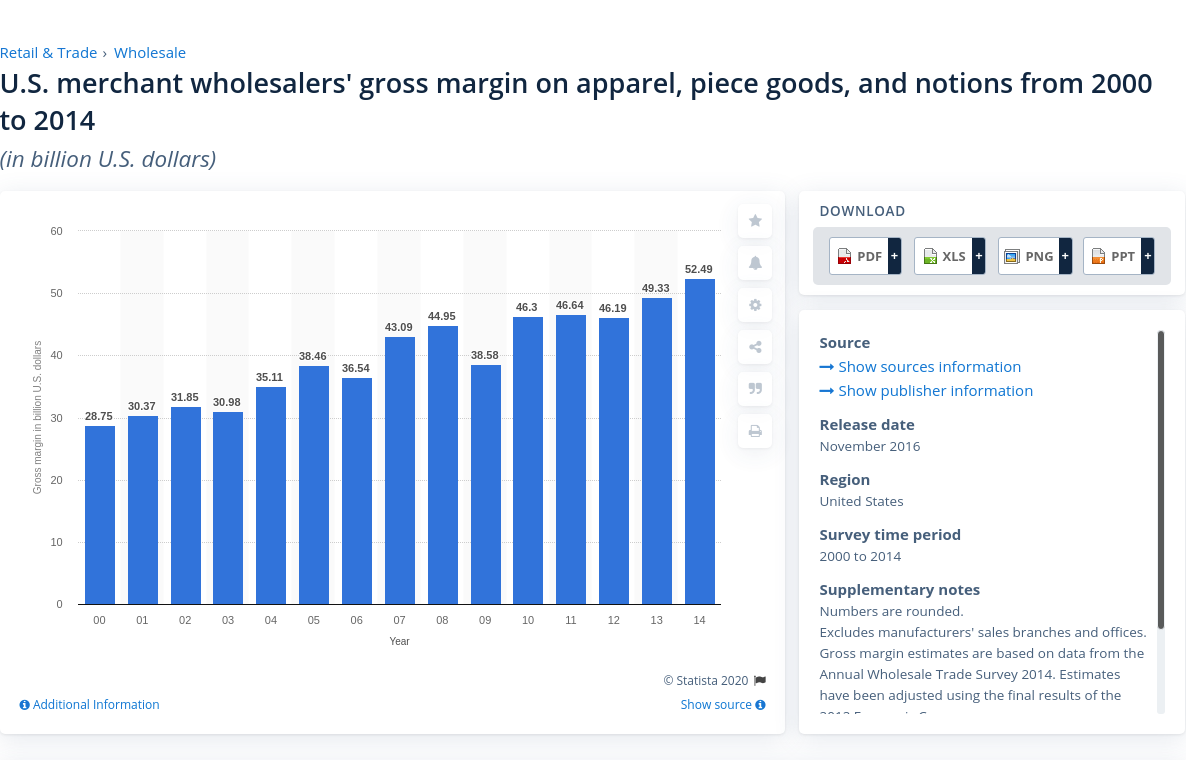 Retail & Trade › Wholesale
U.S. merchant wholesalers' gross margin on apparel, piece goods, and notions from 2000
to 2014
(in billion U.S. dollars)
60
50
40
30
20
10
0
Gross margin in billion U.S. dollars
28.75
30.37
31.85
30.98
35.11
38.46
36.54
43.09
44.95
38.58
46.3
46.64
46.19
49.33
52.49
00 01 02 03 04 05 06 07 08 09 10 11 12 13 14
Year
© Statista 2020
Additional Information
Show source
DOWNLOAD
PDF + XLS + PNG + PPT +
Source
Show sources information
Show publisher information
Release date
November 2016
Region
United States
Survey time period
2000 to 2014
Supplementary notes
Numbers are rounded.
Excludes manufacturers' sales branches and offices.
Gross margin estimates are based on data from the
Annual Wholesale Trade Survey 2014. Estimates
have been adjusted using the final results of the